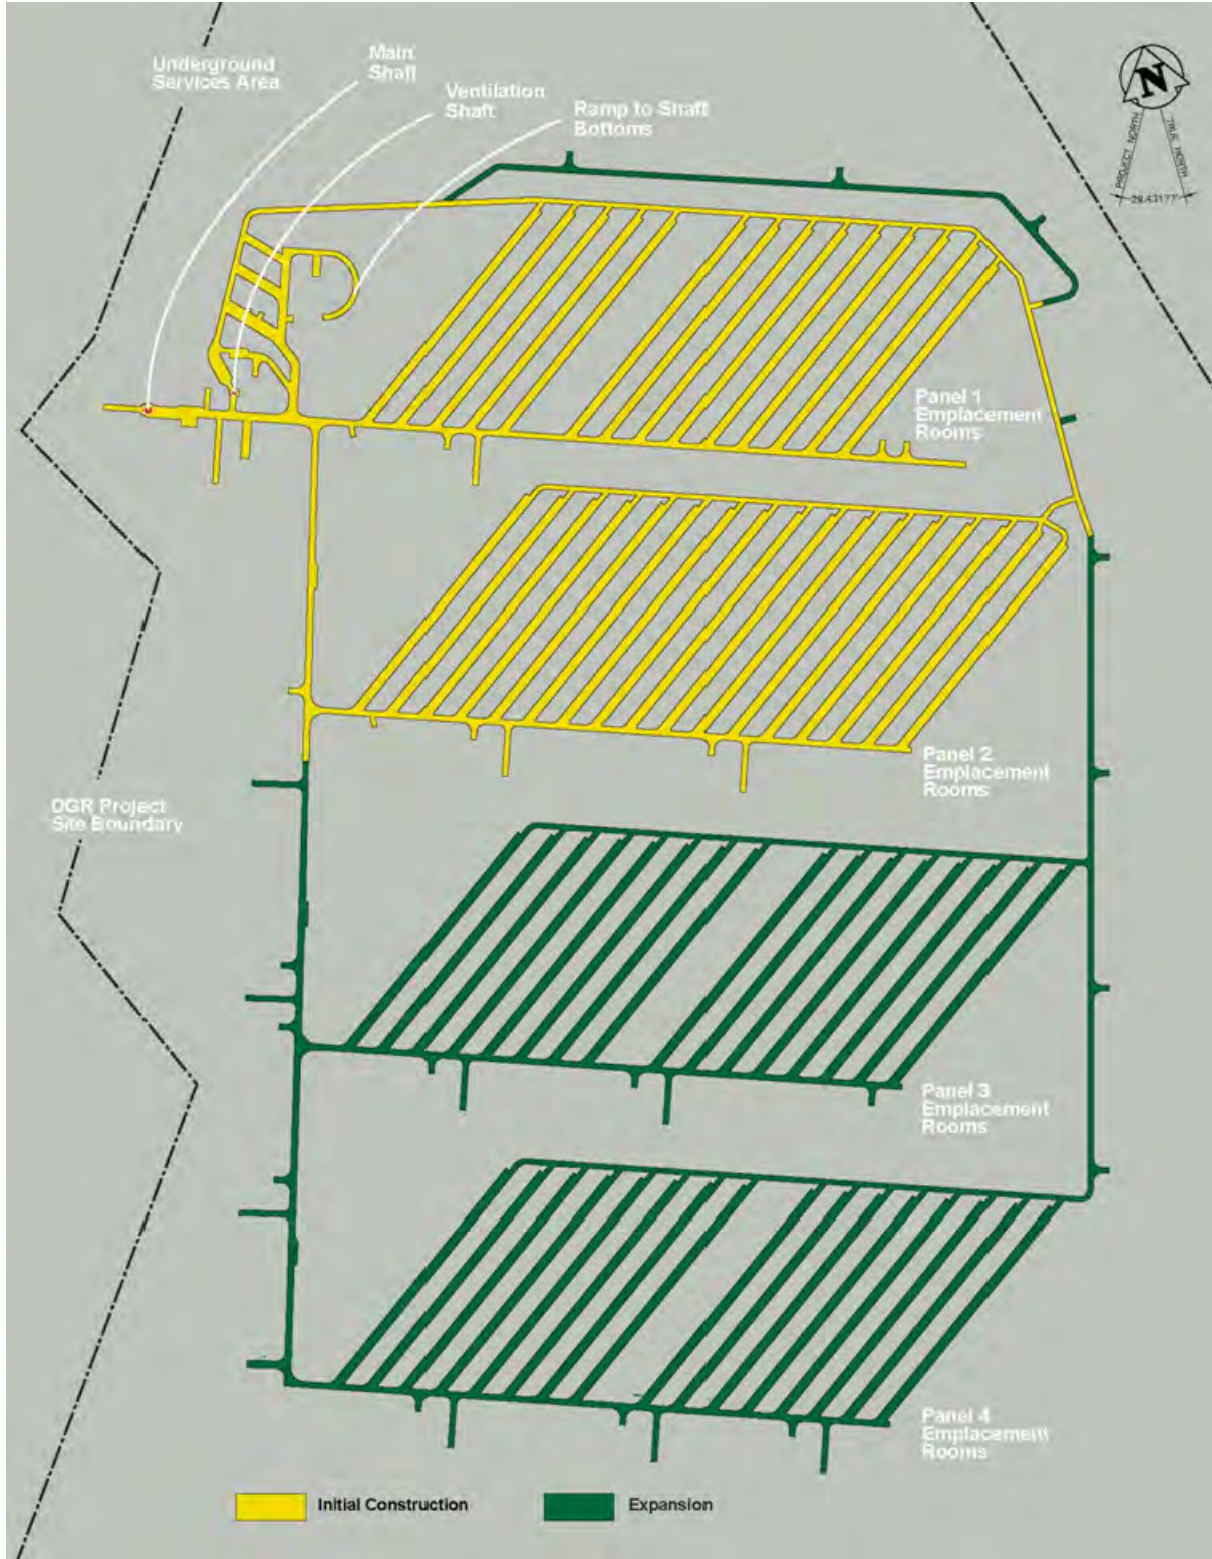 Underground
Services Area
Main
Shaft
Ventilation
Shaft
Ramp to Shaft
Bottoms
N
PROJECT NORTH
TRUE NORTH
Panel 1
Emplacement
Rooms
Panel 2
Emplacement
Rooms
DGR Project
Site Boundary
Panel 3
Emplacement
Rooms
Panel 4
Emplacement
Rooms
Initial Construction
Expansion